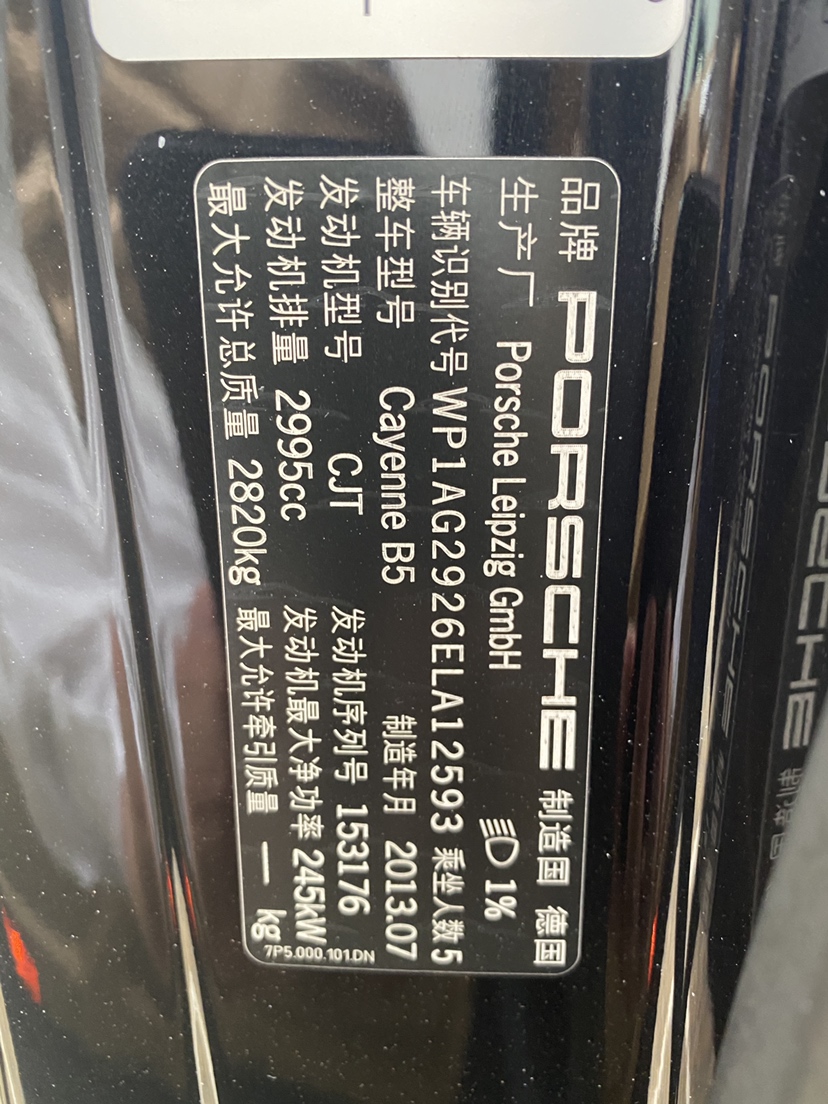 品牌 PORSCHE 制造国 德国
生产厂 Porsche Leipzig GmbH 1%
车辆识别代号 WP1AG2926ELA12593 乘坐人数 5
整车型号 Cayenne B5 制造年月 2013.07
发动机型号 CJT 发动机序列号 153176
发动机排量 2995cc 发动机最大净功率 245kW
最大允许总质量 2820kg 最大允许牵引质量 — kg
7P5.000.101.DN